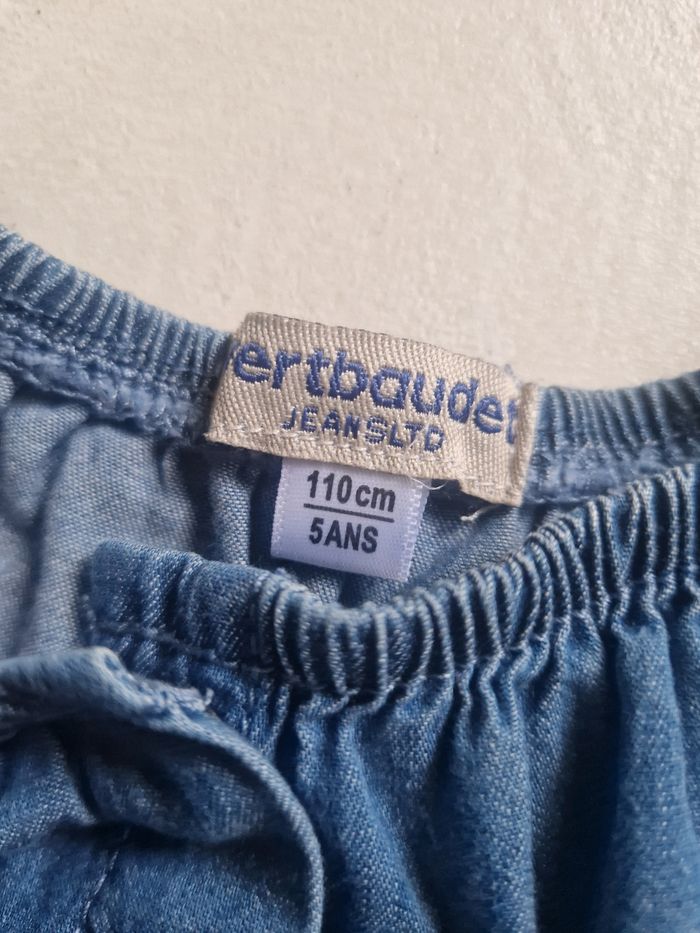 ertbaudet
JEANSLTD
110cm
5ANS